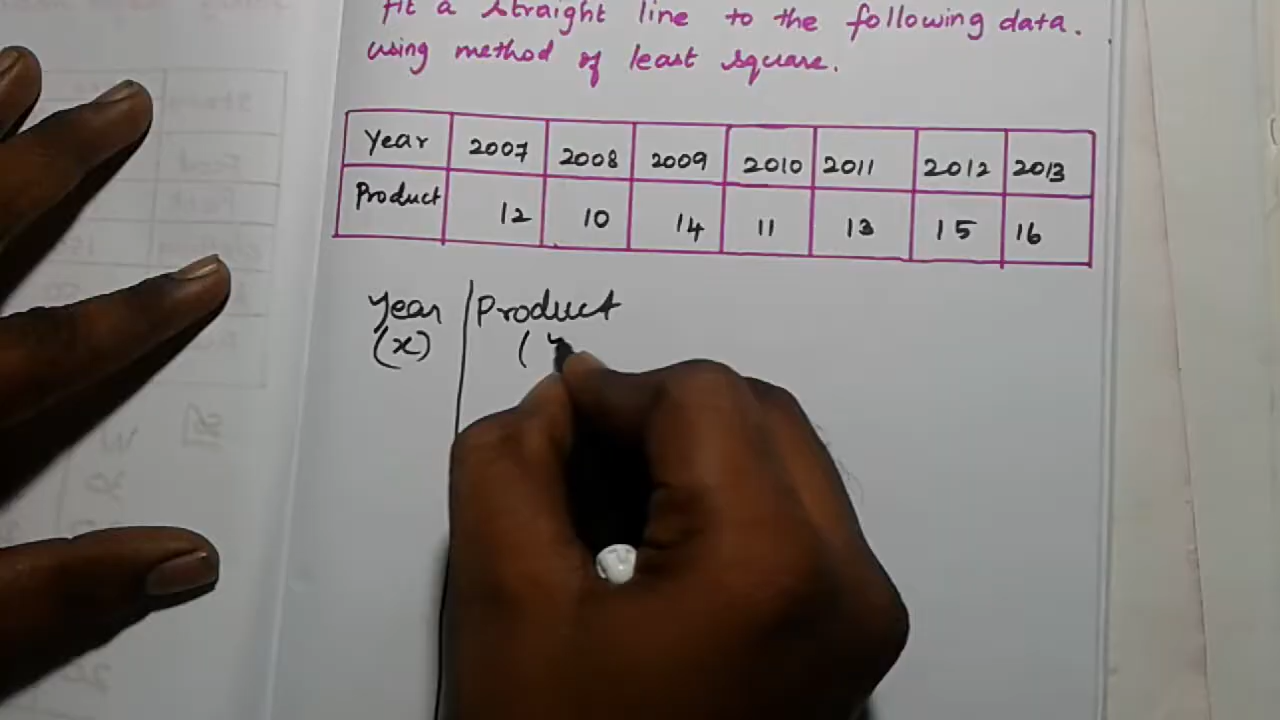 fit a straight line to the following data.
using method of least square.
Year 2007 2008 2009 2010 2011 2012 2013
Product 12 10 14 11 13 15 16
Year Product
(x) (